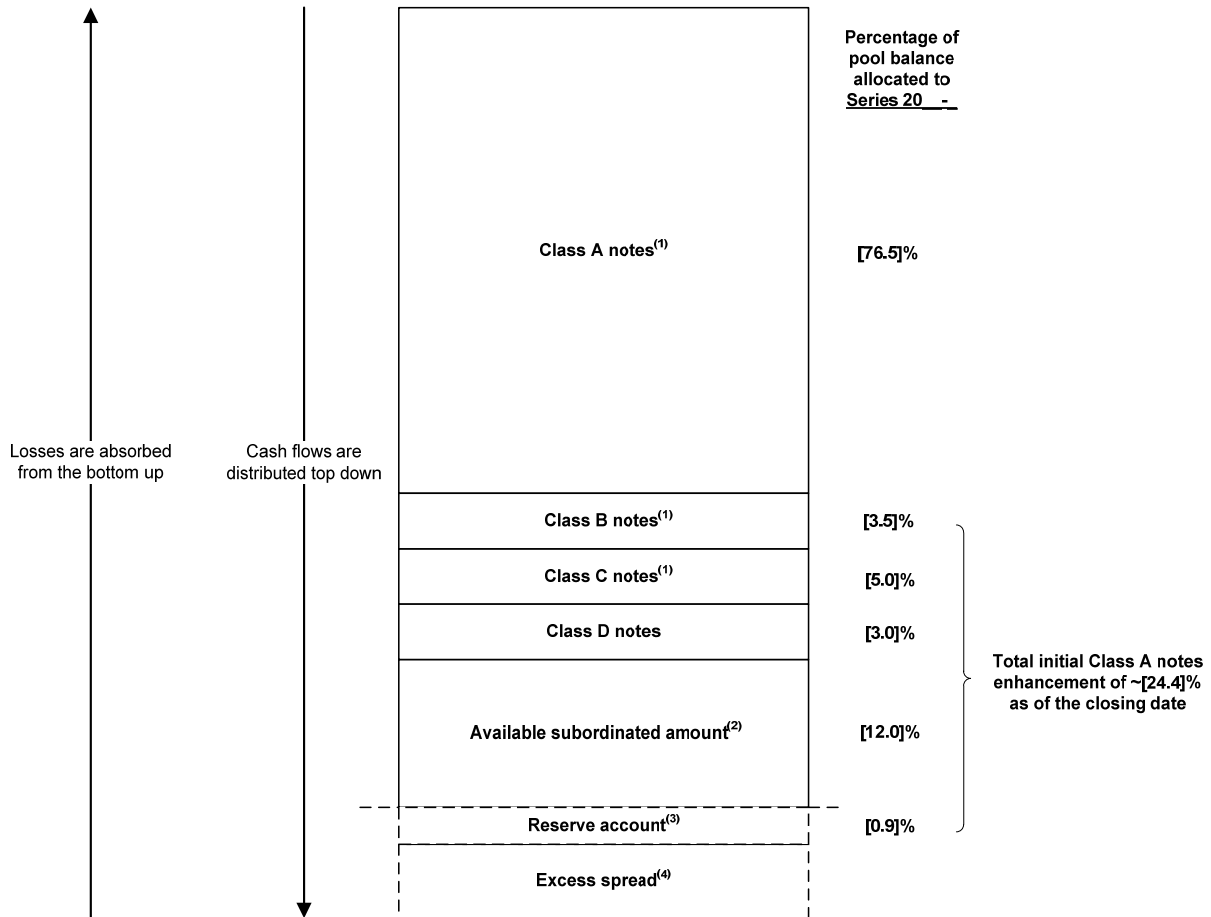 Percentage of
pool balance
allocated to
Series 20__-_
Class A notes(1)
[76.5]%
Losses are absorbed
from the bottom up
Cash flows are
distributed top down
Class B notes(1)
[3.5]%
Class C notes(1)
[5.0]%
Class D notes
[3.0]%
Total initial Class A notes
enhancement of ~[24.4]%
as of the closing date
Available subordinated amount(2)
[12.0]%
Reserve account(3)
[0.9]%
Excess spread(4)